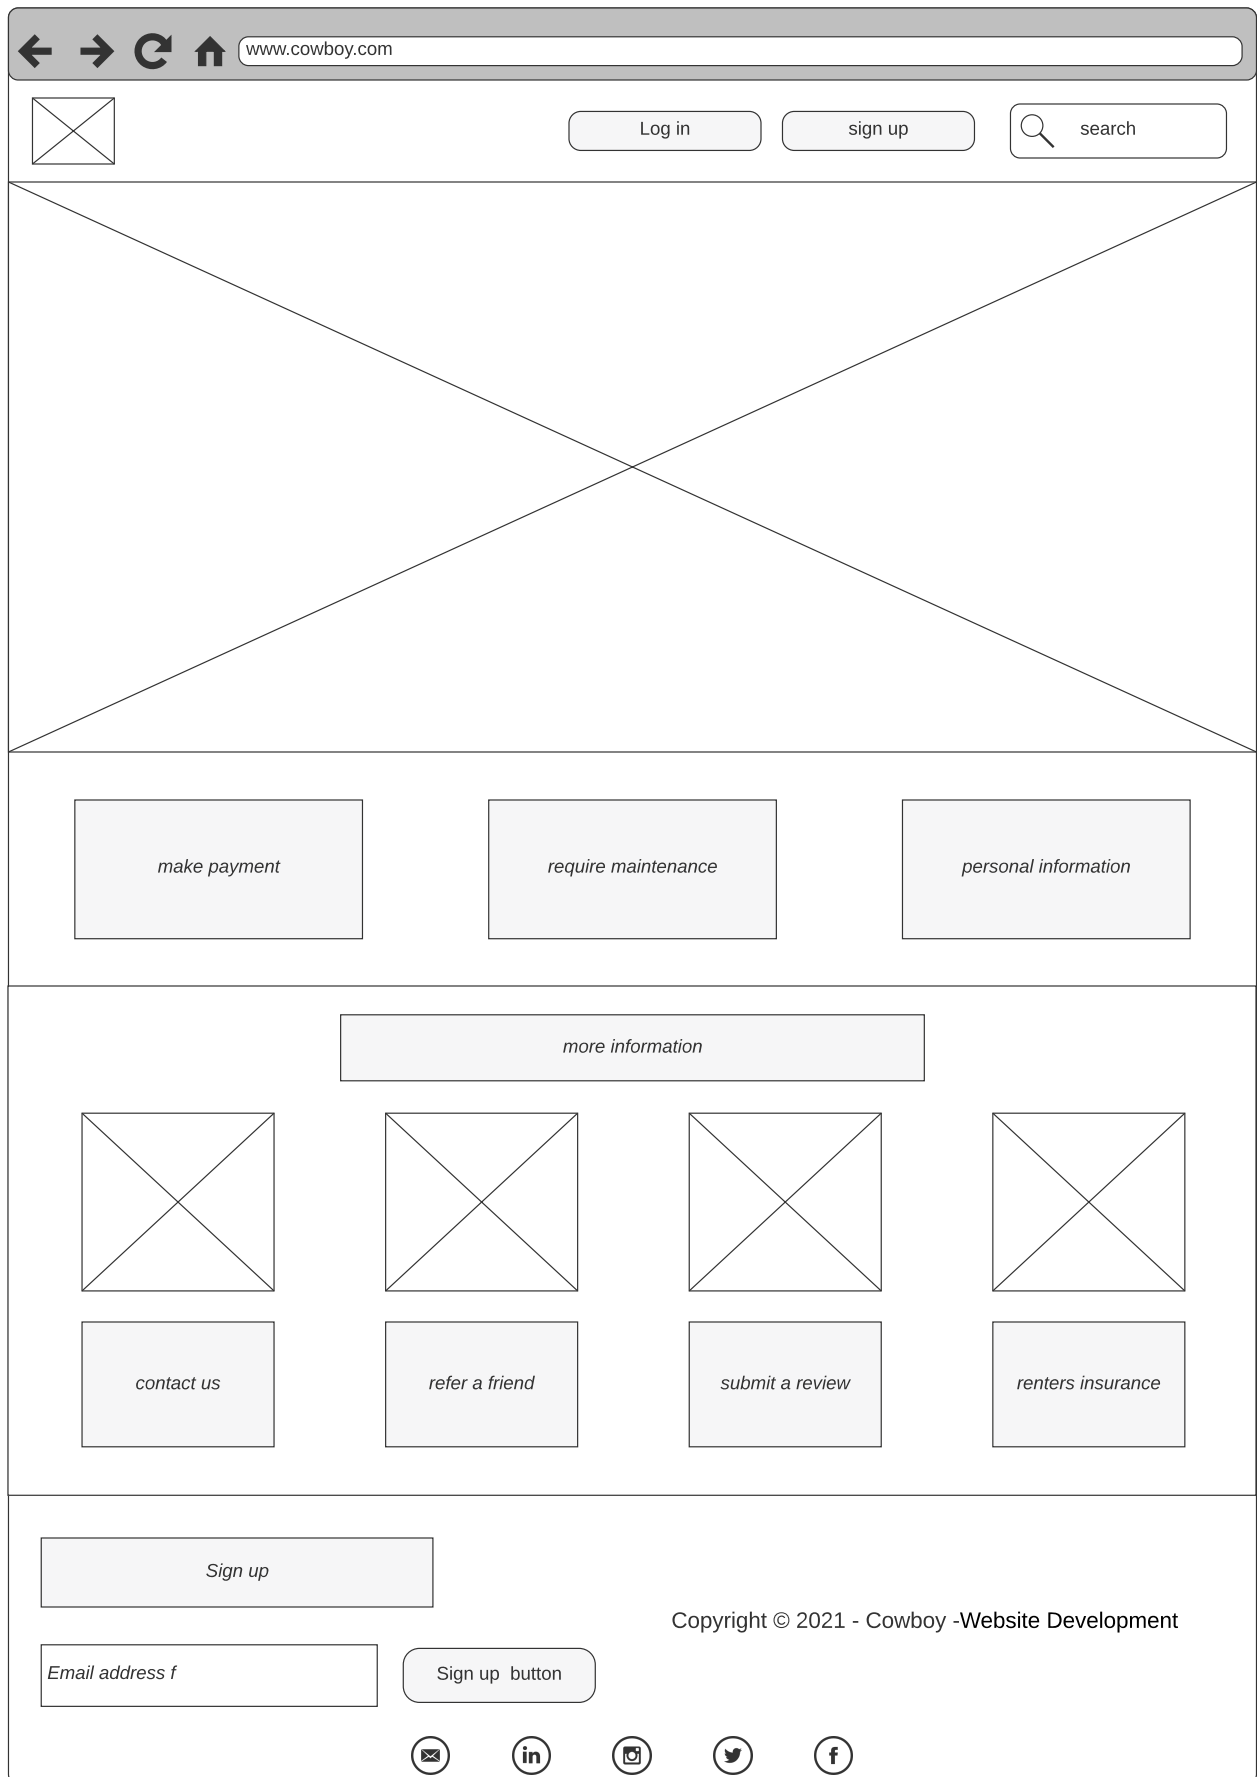 www.cowboy.com
Log in
sign up
search
make payment
require maintenance
personal information
more information
contact us
refer a friend
submit a review
renters insurance
Sign up
Copyright © 2021 - Cowboy -Website Development
Email address f
Sign up  button